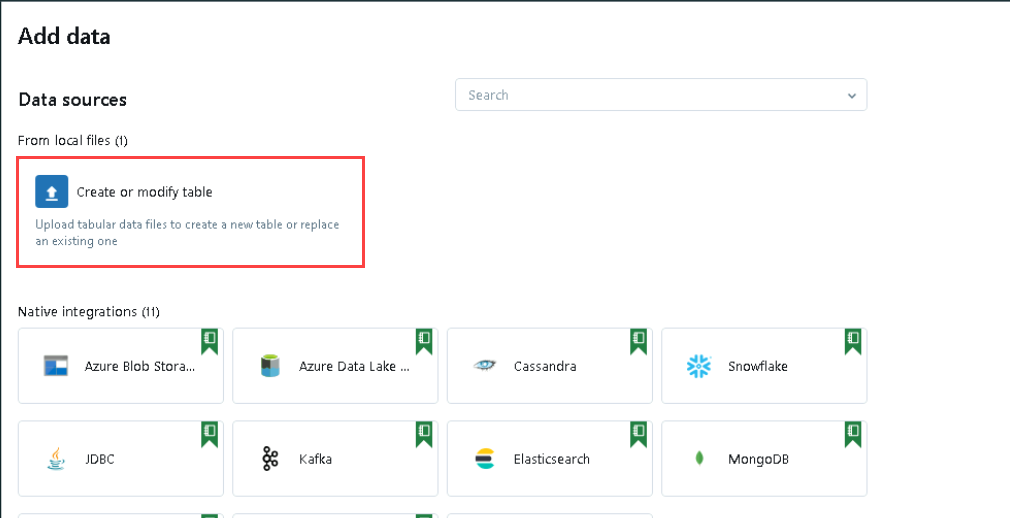 Add data
Data sources
Search
From local files (1)
Create or modify table
Upload tabular data files to create a new table or replace
an existing one
Native integrations (11)
Azure Blob Stora...
Azure Data Lake ...
Cassandra
Snowflake
JDBC
Kafka
Elasticsearch
MongoDB